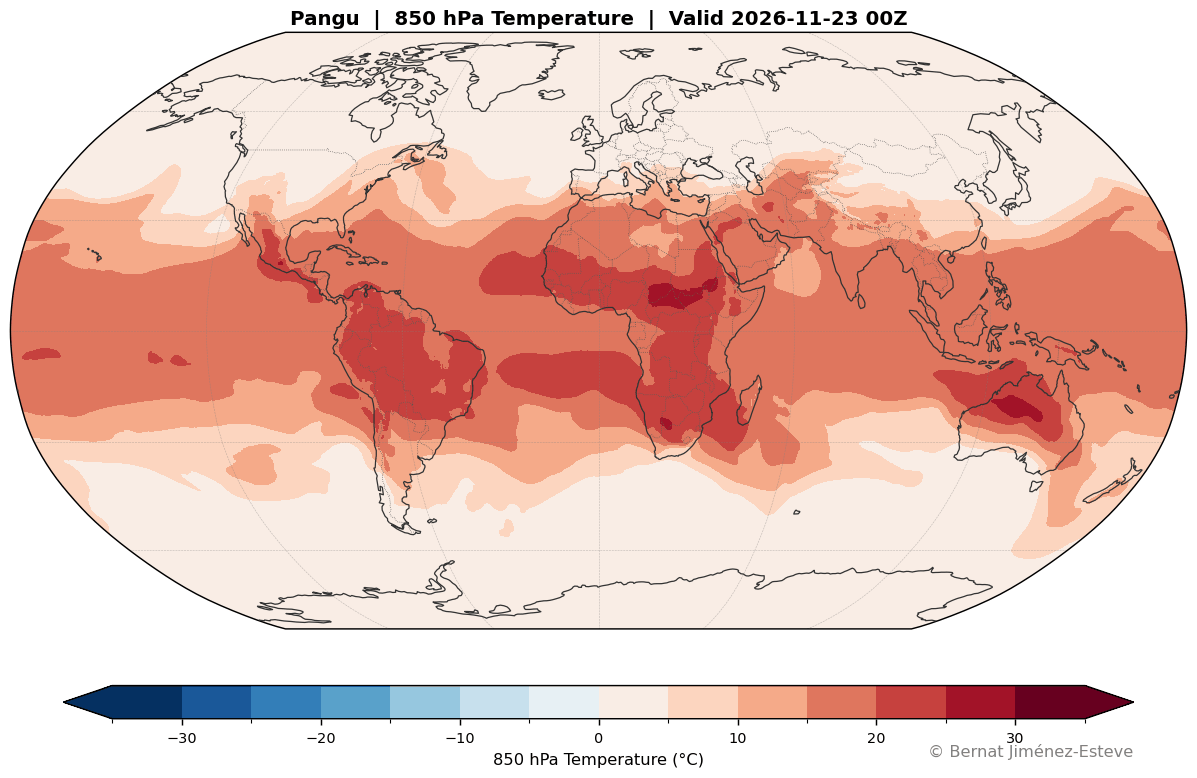 Pangu | 850 hPa Temperature | Valid 2026-11-23 00Z
−30 −20 −10 0 10 20 30
850 hPa Temperature (°C)
© Bernat Jiménez-Esteve